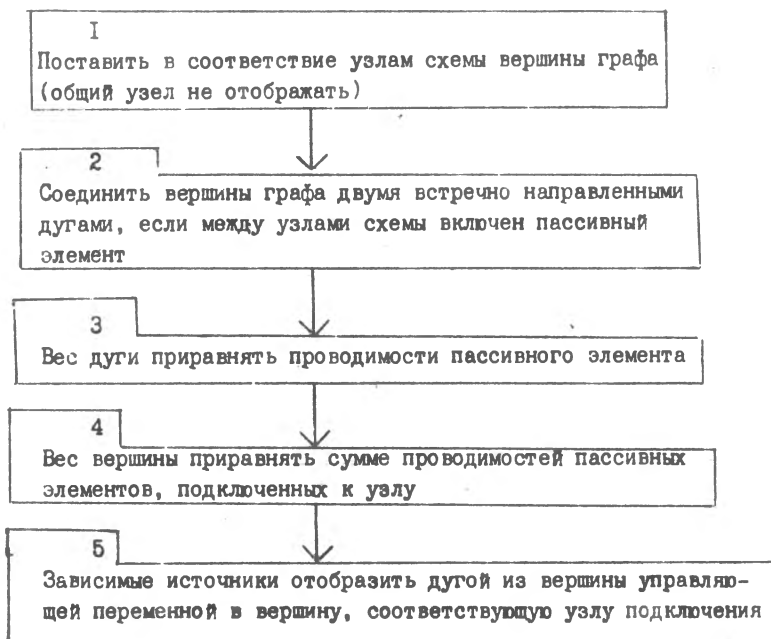 I
Поставить в соответствие узлам схемы вершины графа
(общий узел не отображать)
2
Соединить вершины графа двумя встречно направленными
дугами, если между узлами схемы включен пассивный
элемент
3
Вес дуги приравнять проводимости пассивного элемента
4
Вес вершины приравнять сумме проводимостей пассивных
элементов, подключенных к узлу
5
Зависимые источники отобразить дугой из вершины управляю-
щей переменной в вершину, соответствующую узлу подключения